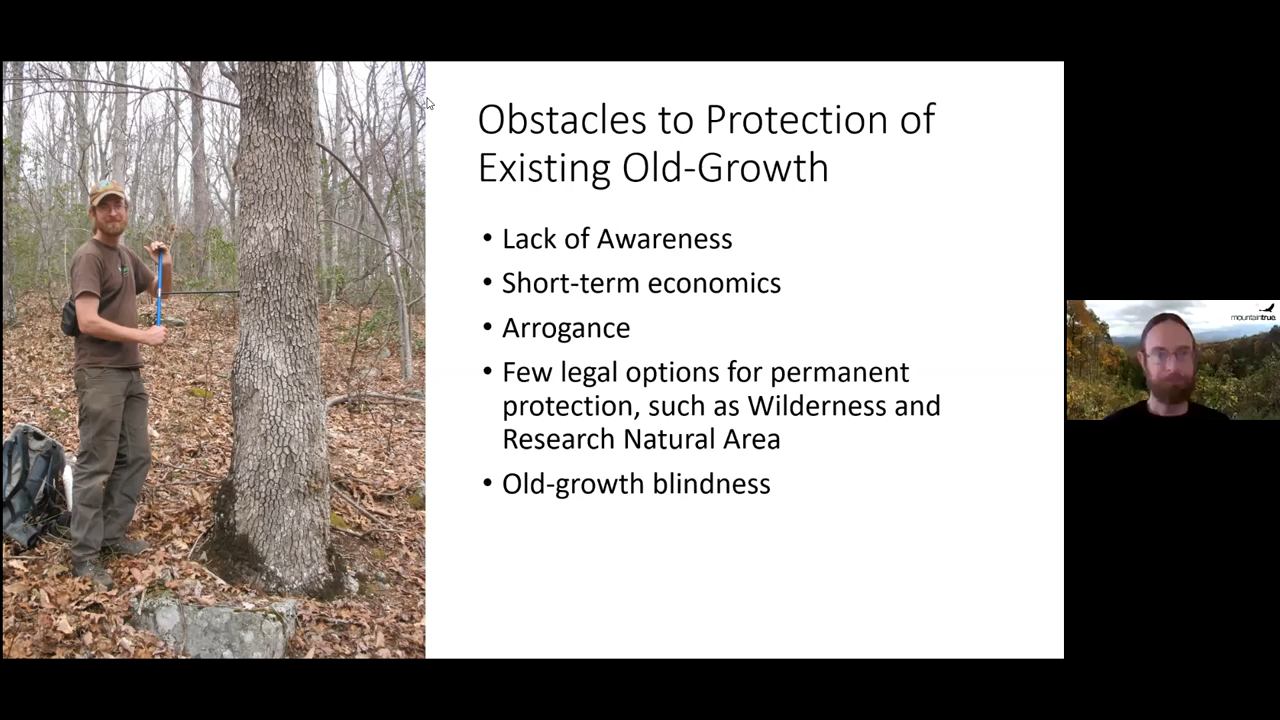 Obstacles to Protection of
Existing Old-Growth
• Lack of Awareness
• Short-term economics
• Arrogance
• Few legal options for permanent
protection, such as Wilderness and
Research Natural Area
• Old-growth blindness
mountaintrue